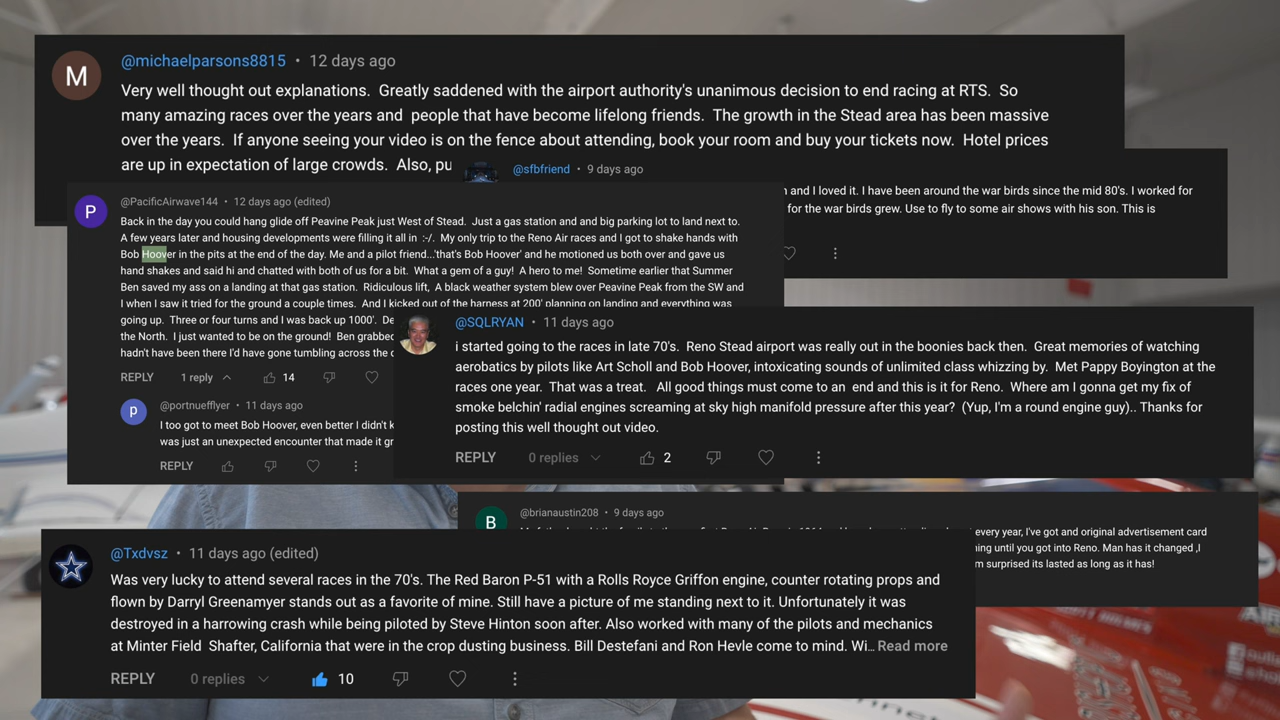 @michaelparsons8815 • 12 days ago
M
Very well thought out explanations. Greatly saddened with the airport authority's unanimous decision to end racing at RTS. So
many amazing races over the years and people that have become lifelong friends. The growth in the Stead area has been massive
over the years. If anyone seeing your video is on the fence about attending, book your room and buy your tickets now. Hotel prices
are up in expectation of large crowds. Also, pu
@sfbfriend • 9 days ago
and I loved it. I have been around the war birds since the mid 80's. I worked for
for the war birds grew. Use to fly to some air shows with his son. This is
@PacificAirwave144 • 12 days ago (edited)
P
Back in the day you could hang glide off Peavine Peak just West of Stead. Just a gas station and and big parking lot to land next to.
A few years later and housing developments were filling it all in :-/. My only trip to the Reno Air races and I got to shake hands with
Bob Hoover in the pits at the end of the day. Me and a pilot friend...'that's Bob Hoover' and he motioned us both over and gave us
hand shakes and said hi and chatted with both of us for a bit. What a gem of a guy! A hero to me! Sometime earlier that Summer
Ben saved my ass on a landing at that gas station. Ridiculous lift, A black weather system blew over Peavine Peak from the SW and
I when I saw it tried for the ground a couple times. And I kicked out of the harness at 200' planning on landing and everything was
going up. Three or four turns and I was back up 1000'. De
the North. I just wanted to be on the ground! Ben grabbed
hadn't have been there I'd have gone tumbling across the
REPLY 1 reply 14
@portnuefflyer • 11 days ago
p
I too got to meet Bob Hoover, even better I didn't k
was just an unexpected encounter that made it gr
REPLY
@SQLRYAN • 11 days ago
i started going to the races in late 70's. Reno Stead airport was really out in the boonies back then. Great memories of watching
aerobatics by pilots like Art Scholl and Bob Hoover, intoxicating sounds of unlimited class whizzing by. Met Pappy Boyington at the
races one year. That was a treat. All good things must come to an end and this is it for Reno. Where am I gonna get my fix of
smoke belchin' radial engines screaming at sky high manifold pressure after this year? (Yup, I'm a round engine guy).. Thanks for
posting this well thought out video.
REPLY 0 replies 2
@brianaustin208 • 9 days ago
B
every year, I've got and original advertisement card
ing until you got into Reno. Man has it changed ,I
m surprised its lasted as long as it has!
@Txdvsz • 11 days ago (edited)
Was very lucky to attend several races in the 70's. The Red Baron P-51 with a Rolls Royce Griffon engine, counter rotating props and
flown by Darryl Greenamyer stands out as a favorite of mine. Still have a picture of me standing next to it. Unfortunately it was
destroyed in a harrowing crash while being piloted by Steve Hinton soon after. Also worked with many of the pilots and mechanics
at Minter Field Shafter, California that were in the crop dusting business. Bill Destefani and Ron Hevle come to mind. Wi… Read more
REPLY 0 replies 10